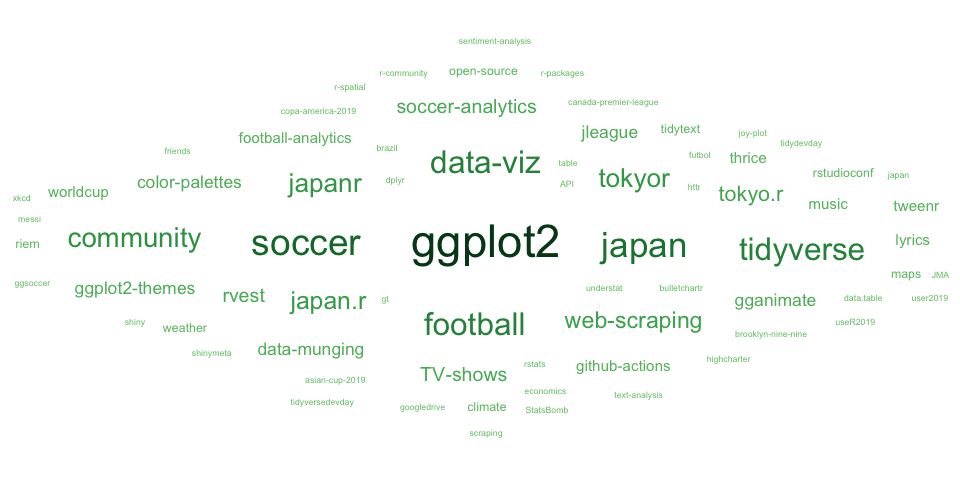 sentiment-analysis
r-community open-source r-packages
r-spatial
copa-america-2019 soccer-analytics canada-premier-league
football-analytics jleague tidytext joy-plot
friends brazil data-viz table futbol thrice tidydevday
color-palettes japanr dplyr API tokyor httr rstudioconf japan
xkcd worldcup tokyo.r music tweenr
messi
riem community soccer ggplot2 japan tidyverse lyrics
ggsoccer ggplot2-themes rvest japan.r gt understat bulletchartr gganimate data.table maps JMA user2019
shiny weather football web-scraping brooklyn-nine-nine useR2019
shinymeta data-munging highcharter
asian-cup-2019 TV-shows rstats github-actions
tidyversedevday economics text-analysis
googledrive climate StatsBomb
scraping